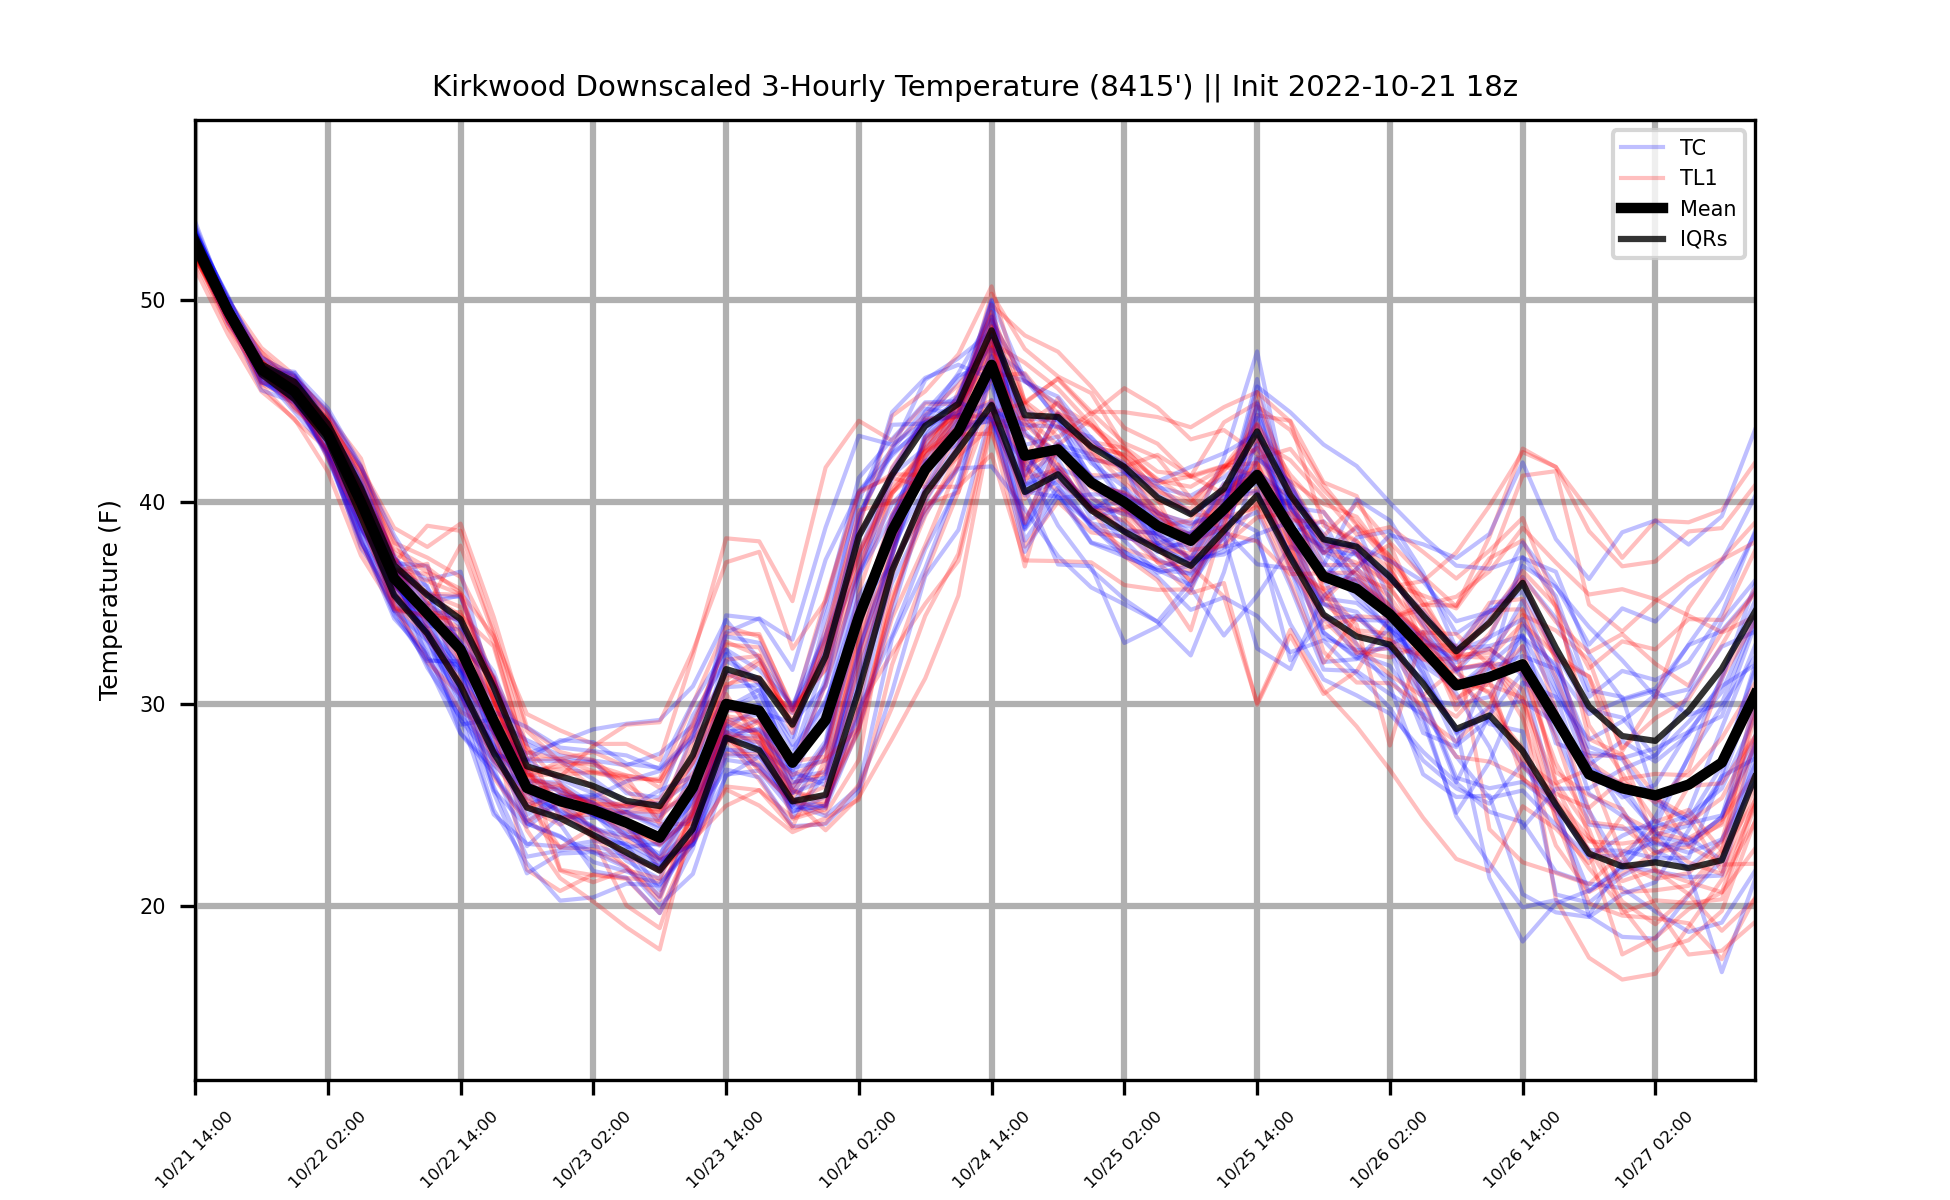 Kirkwood Downscaled 3-Hourly Temperature (8415') || Init 2022-10-21 18z
TC
TL1
Mean
IQRs
Temperature (F)
50
40
30
20
10/21 14:00
10/22 02:00
10/22 14:00
10/23 02:00
10/23 14:00
10/24 02:00
10/24 14:00
10/25 02:00
10/25 14:00
10/26 02:00
10/26 14:00
10/27 02:00